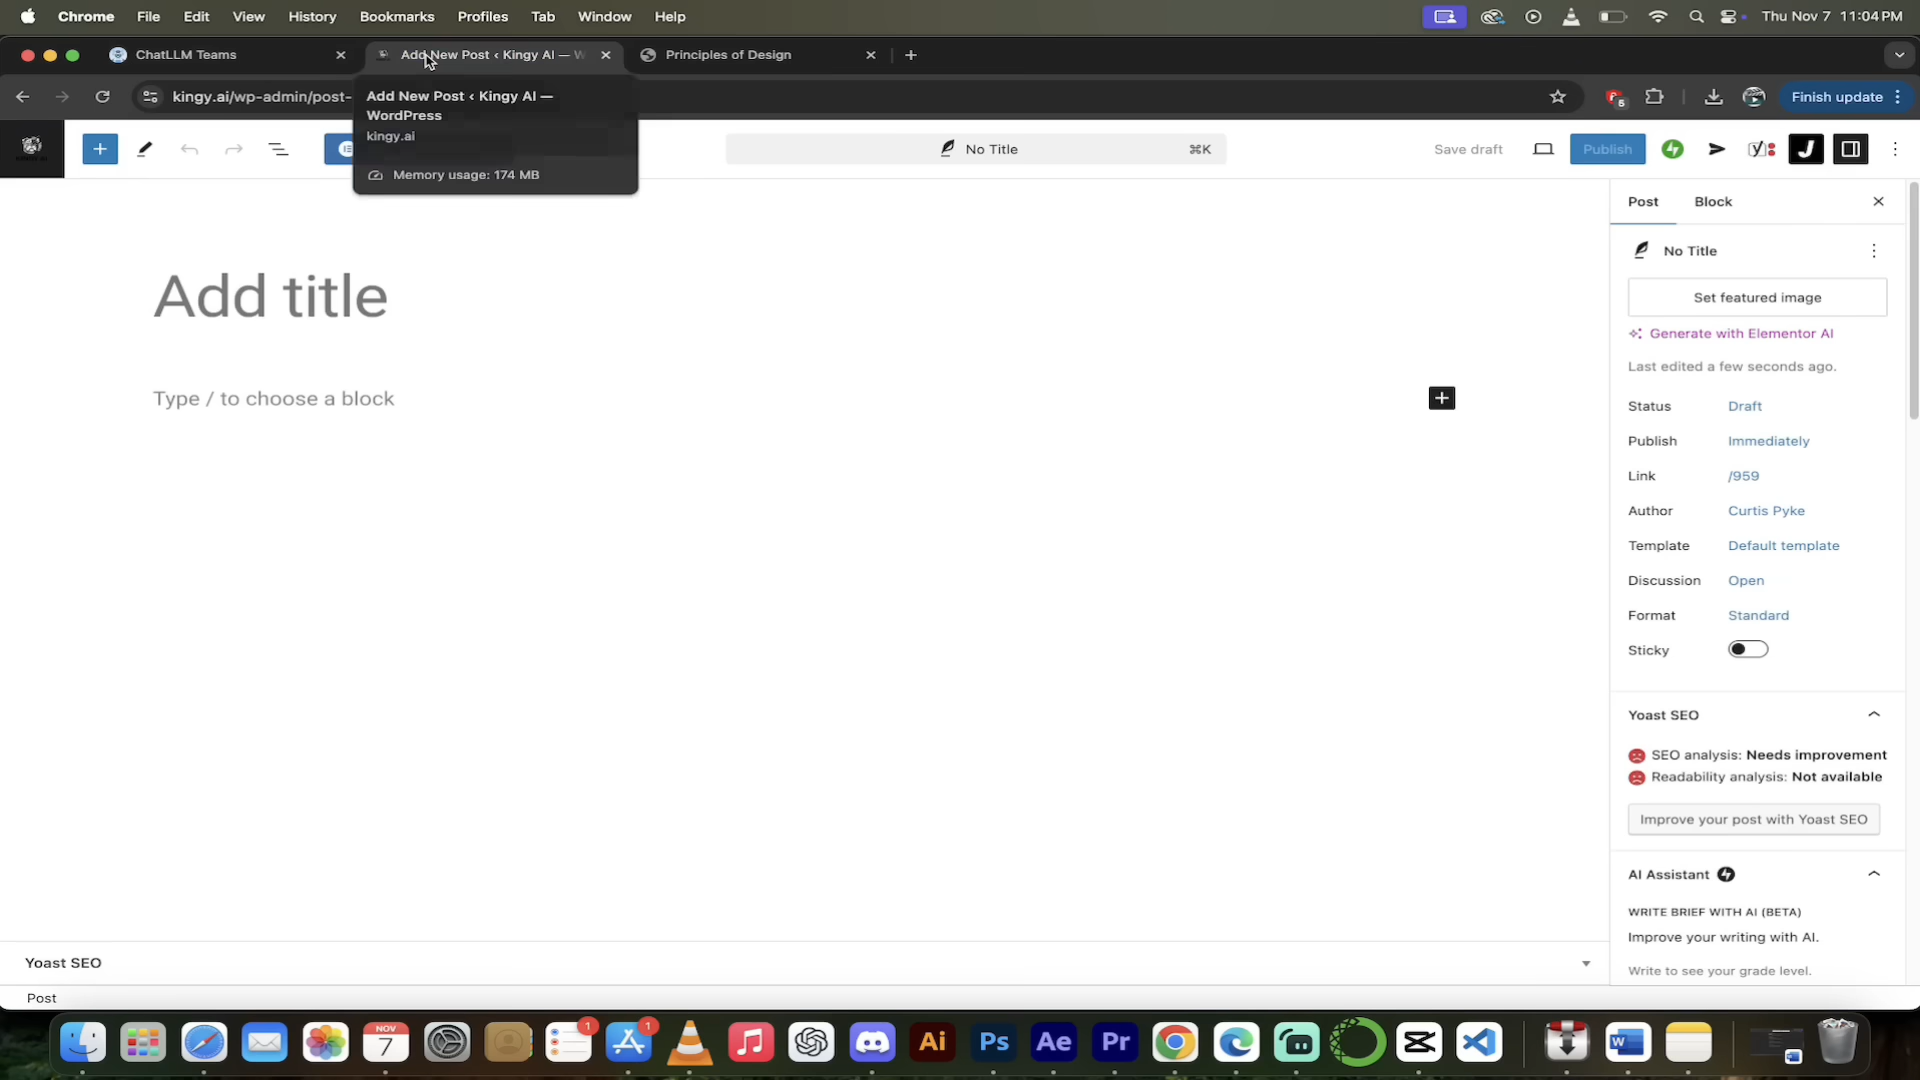 Chrome File Edit View History Bookmarks Profiles Tab Window Help Thu Nov 7 11:04 PM
ChatLLM Teams Add New Post ‹ Kingy AI — W Principles of Design
kingy.ai/wp-admin/post- 5 Finish update
Add New Post ‹ Kingy AI —
WordPress
kingy.ai
Memory usage: 174 MB
No Title ⌘K Save draft Publish
Post Block
No Title
Add title
Set featured image
Generate with Elementor AI
Last edited a few seconds ago.
Type / to choose a block
Status Draft
Publish Immediately
Link /959
Author Curtis Pyke
Template Default template
Discussion Open
Format Standard
Sticky
Yoast SEO
SEO analysis: Needs improvement
Readability analysis: Not available
Improve your post with Yoast SEO
AI Assistant
WRITE BRIEF WITH AI (BETA)
Improve your writing with AI.
Write to see your grade level.
Yoast SEO
Post
NOV
7 1 1 Ai Ps Ae Pr W